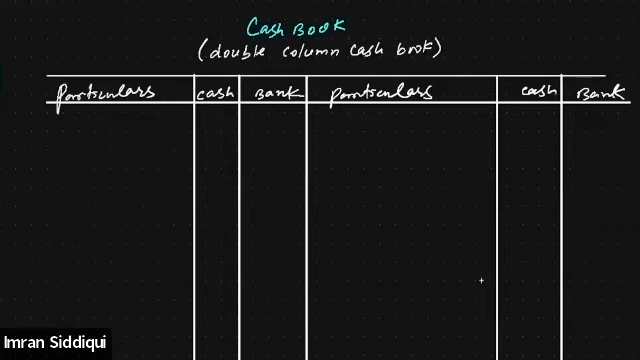 Cash Book
(double column cash book)
Particulars cash Bank Particulars cash Bank
Imran Siddiqui